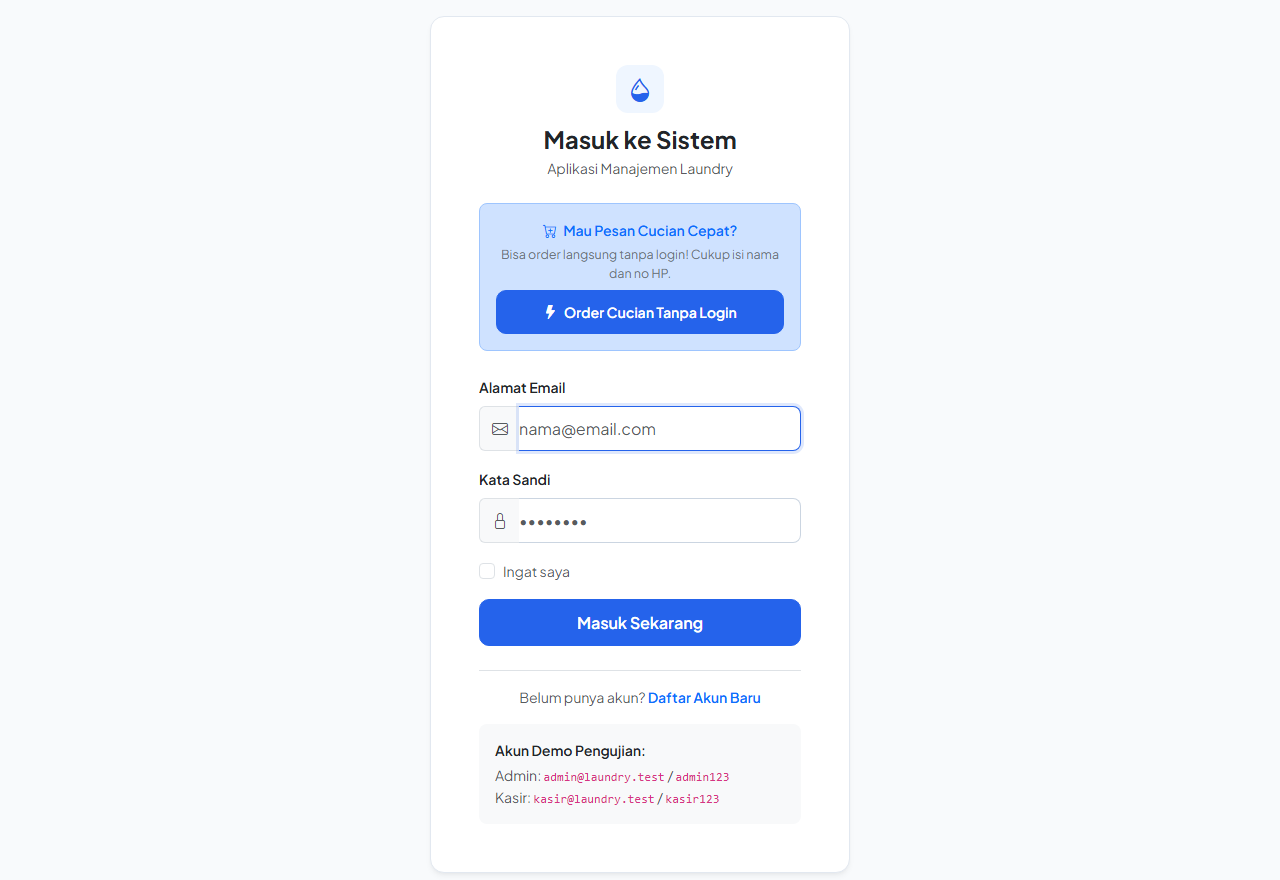 Masuk ke Sistem
Aplikasi Manajemen Laundry
Mau Pesan Cucian Cepat?
Bisa order langsung tanpa login! Cukup isi nama
dan no HP.
Order Cucian Tanpa Login
Alamat Email
nama@email.com
Kata Sandi
••••••••
Ingat saya
Masuk Sekarang
Belum punya akun? Daftar Akun Baru
Akun Demo Pengujian:
Admin: admin@laundry.test / admin123
Kasir: kasir@laundry.test / kasir123